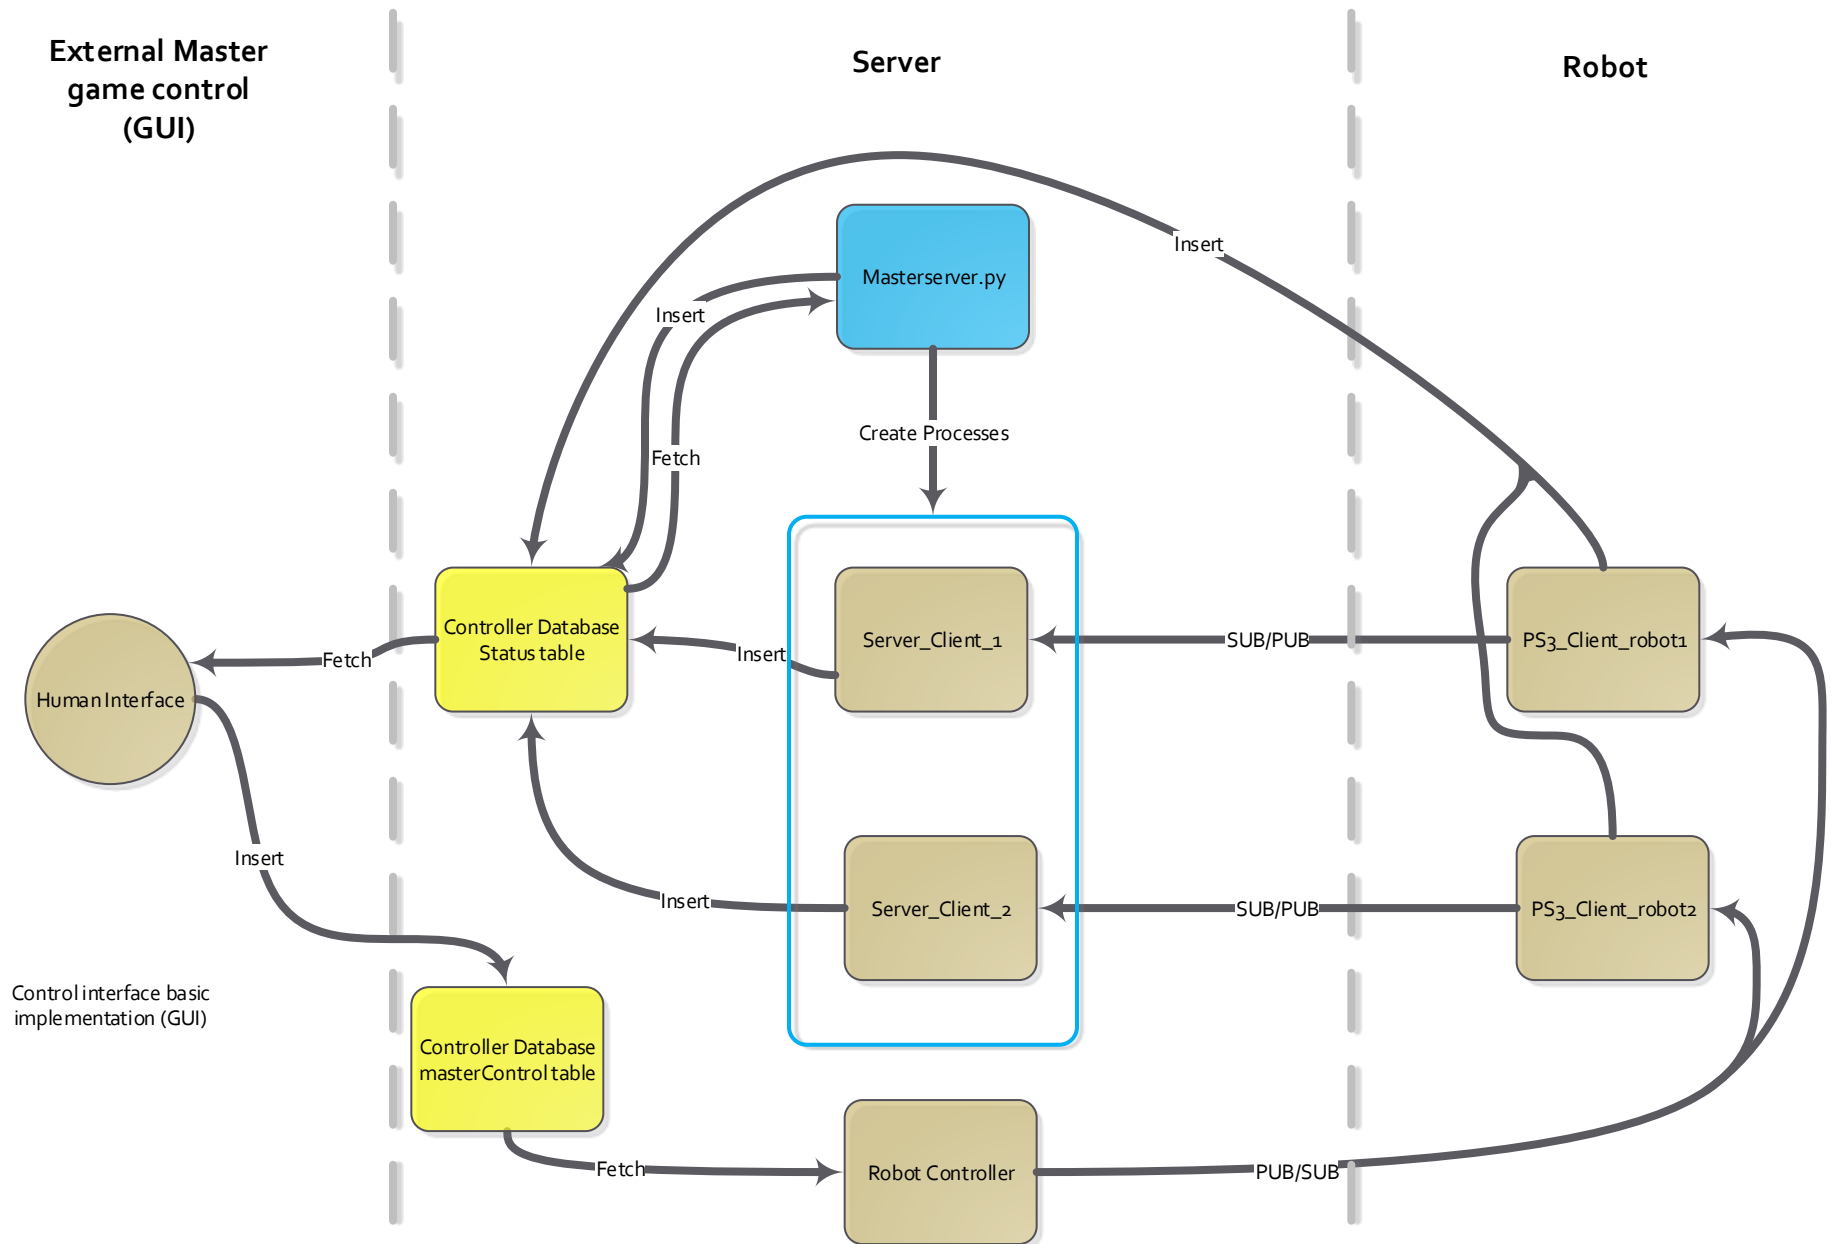 External Master
game control
(GUI)
Server
Robot
Insert
Masterserver.py
Insert
Create Processes
Fetch
Controller Database
Status table
Server_Client_1
SUB/PUB
PS3_Client_robot1
Insert
Fetch
Human Interface
Insert
Insert
Server_Client_2
SUB/PUB
PS3_Client_robot2
Control interface basic
implementation (GUI)
Controller Database
masterControl table
Fetch
Robot Controller
PUB/SUB